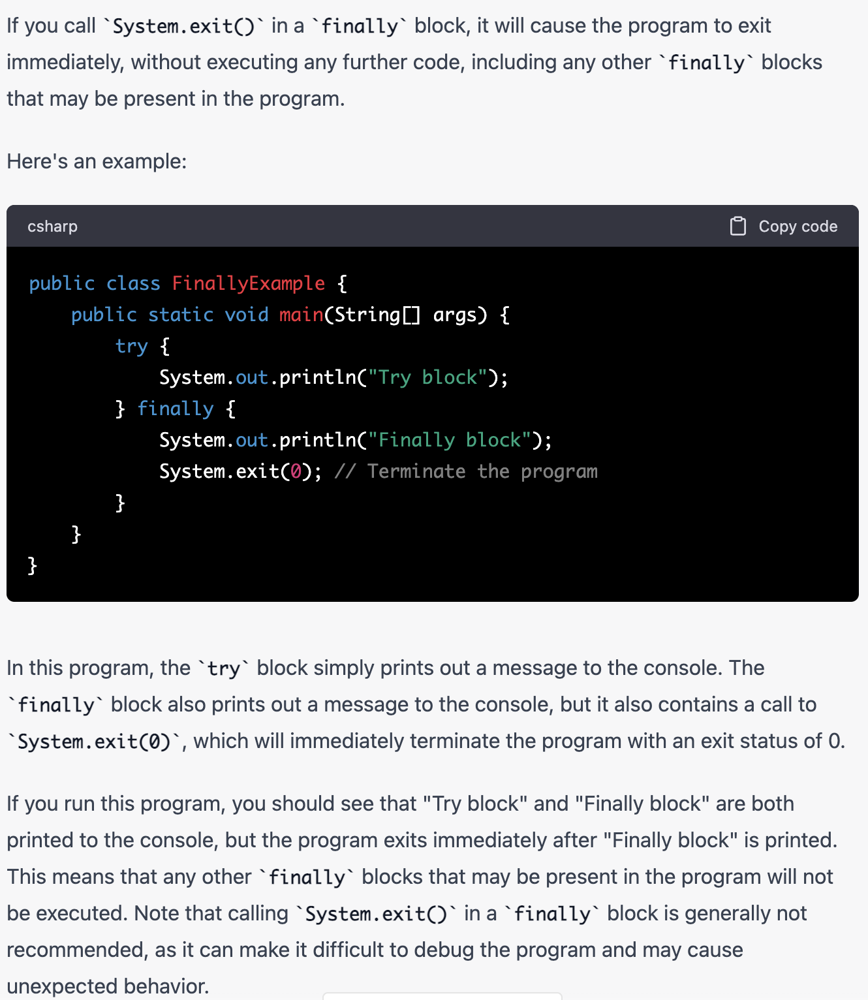 If you call `System.exit()` in a `finally` block, it will cause the program to exit
immediately, without executing any further code, including any other `finally` blocks
that may be present in the program.
Here's an example:
csharp Copy code
public class FinallyExample {
    public static void main(String[] args) {
        try {
            System.out.println("Try block");
        } finally {
            System.out.println("Finally block");
            System.exit(0); // Terminate the program
        }
    }
}
In this program, the `try` block simply prints out a message to the console. The
`finally` block also prints out a message to the console, but it also contains a call to
`System.exit(0)`, which will immediately terminate the program with an exit status of 0.
If you run this program, you should see that "Try block" and "Finally block" are both
printed to the console, but the program exits immediately after "Finally block" is printed.
This means that any other `finally` blocks that may be present in the program will not
be executed. Note that calling `System.exit()` in a `finally` block is generally not
recommended, as it can make it difficult to debug the program and may cause
unexpected behavior.